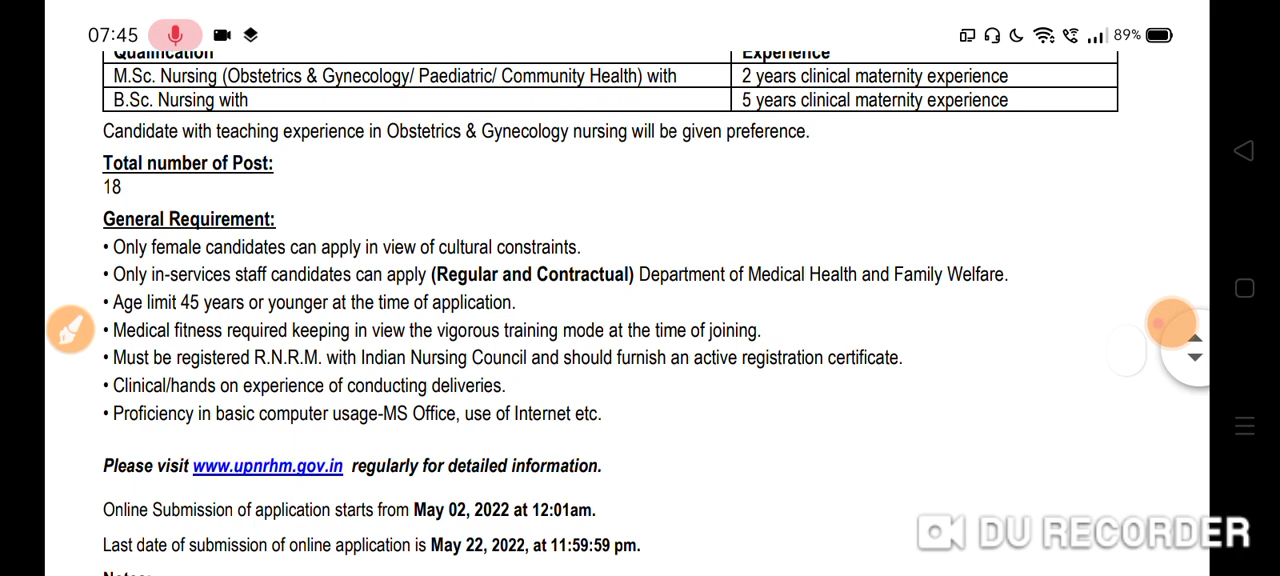 07:45
89%
Qualification Experience
M.Sc. Nursing (Obstetrics & Gynecology/ Paediatric/ Community Health) with 2 years clinical maternity experience
B.Sc. Nursing with 5 years clinical maternity experience
Candidate with teaching experience in Obstetrics & Gynecology nursing will be given preference.
Total number of Post:
18
General Requirement:
• Only female candidates can apply in view of cultural constraints.
• Only in-services staff candidates can apply (Regular and Contractual) Department of Medical Health and Family Welfare.
• Age limit 45 years or younger at the time of application.
• Medical fitness required keeping in view the vigorous training mode at the time of joining.
• Must be registered R.N.R.M. with Indian Nursing Council and should furnish an active registration certificate.
• Clinical/hands on experience of conducting deliveries.
• Proficiency in basic computer usage-MS Office, use of Internet etc.
Please visit www.upnrhm.gov.in regularly for detailed information.
Online Submission of application starts from May 02, 2022 at 12:01am.
Last date of submission of online application is May 22, 2022, at 11:59:59 pm.
DU RECORDER
Notes: